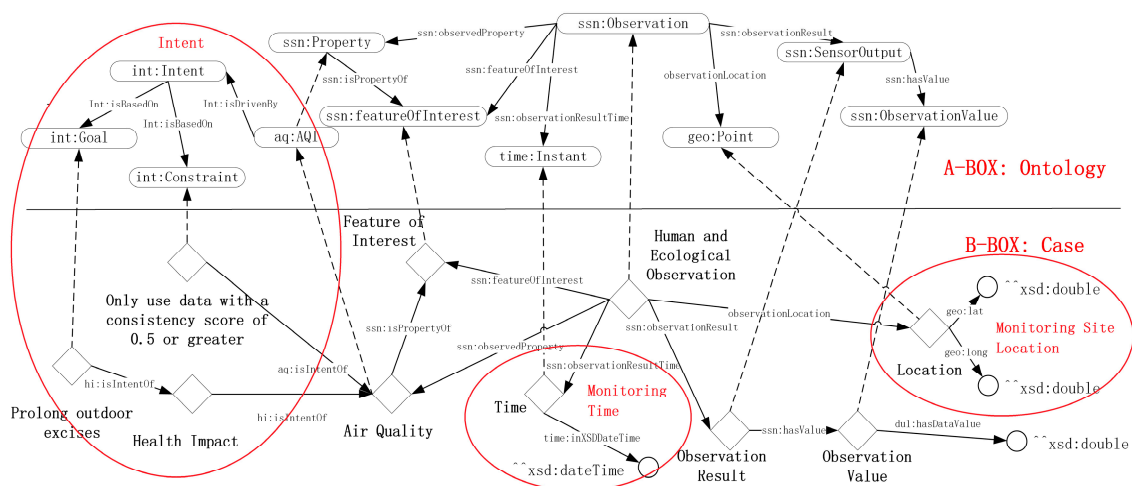 Intent
ssn:Observation
ssn:observedProperty
ssn:observationResult
ssn:Property
ssn:SensorOutput
int:Intent
ssn:featureOfInterest
observationLocation
ssn:isPropertyOf
ssn:hasValue
Int:isBasedOn
Int:isDrivenBy
Int:isBasedOn
ssn:featureOfInterest
ssn:observationResultTime
ssn:ObservationValue
int:Goal
aq:AQI
time:Instant
geo:Point
int:Constraint
A-BOX: Ontology
Feature of
Interest
Human and
Ecological
Observation
B-BOX: Case
ssn:featureOfInterest
^^xsd:double
Only use data with a
consistency score of
0.5 or greater
observationLocation
geo:lat
ssn:isPropertyOf
ssn:observationResult
Monitoring Site
Location
ssn:observedProperty
geo:long
Location
ssn:observationResultTime
aq:isIntentOf
^^xsd:double
hi:isIntentOf
Monitoring
Time
Time
Prolong outdoor
excises
hi:isIntentOf
Health Impact
Air Quality
time:inXSDDateTime
ssn:hasValue
dul:hasDataValue
^^xsd:double
^^xsd:dateTime
Observation
Result
Observation
Value